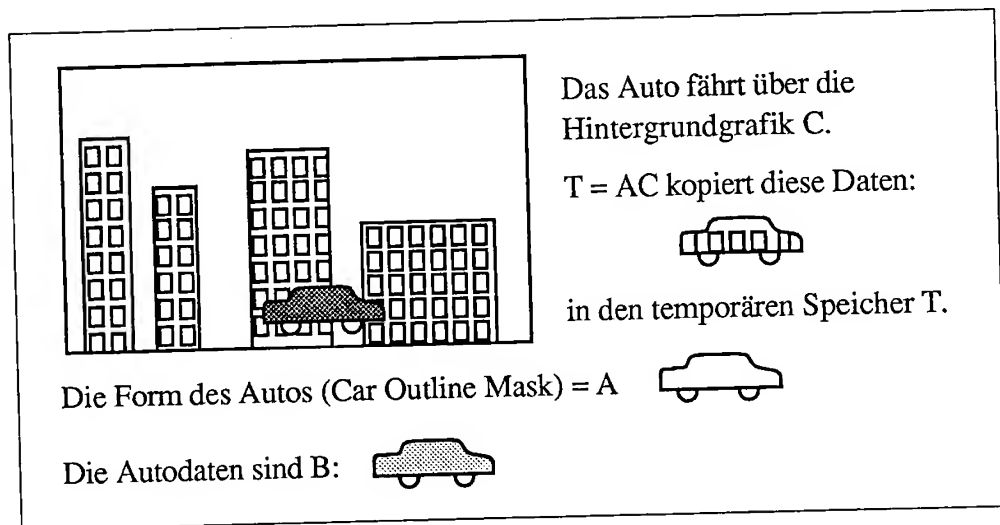 Das Auto fährt über die
Hintergrundgrafik C.
T = AC kopiert diese Daten:
in den temporären Speicher T.
Die Form des Autos (Car Outline Mask) = A
Die Autodaten sind B: